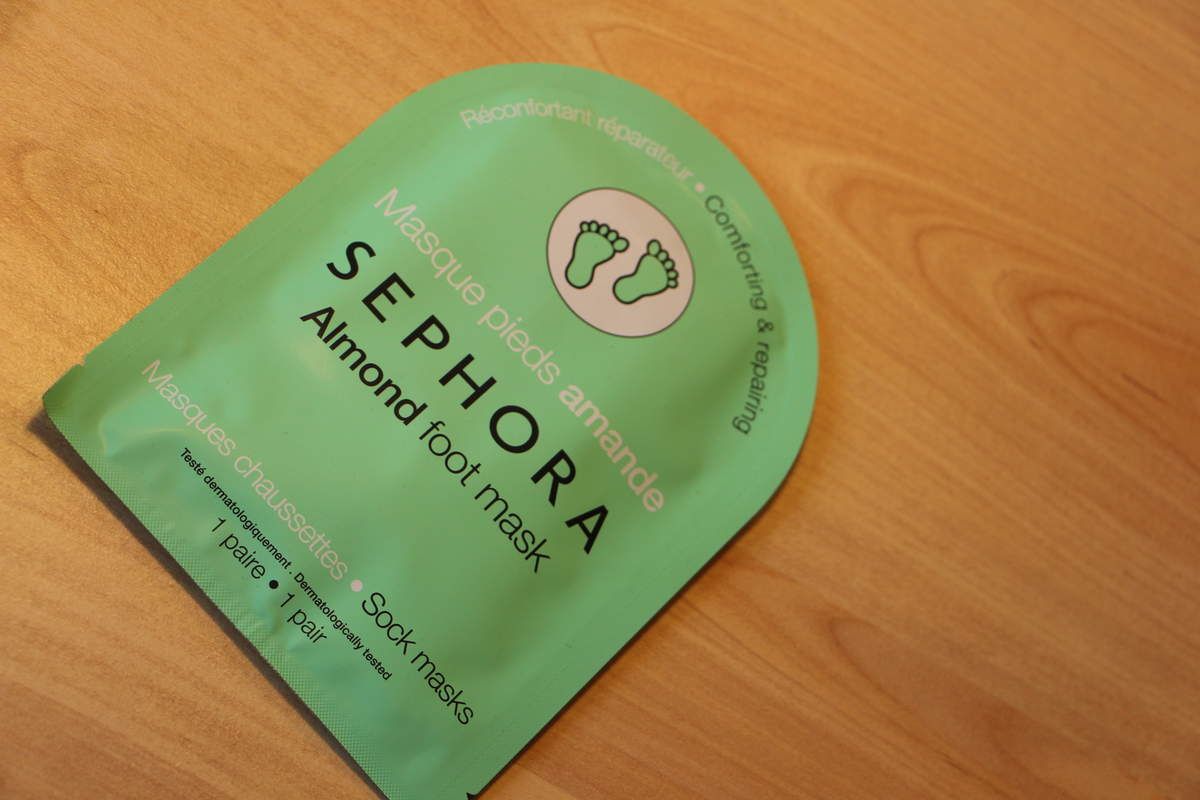 Réconfortant réparateur • Comforting & repairing
Masque pieds amande
SEPHORA
Almond foot mask
Masques chaussettes • Sock masks
Testé dermatologiquement . Dermatologically tested
1 paire • 1 pair